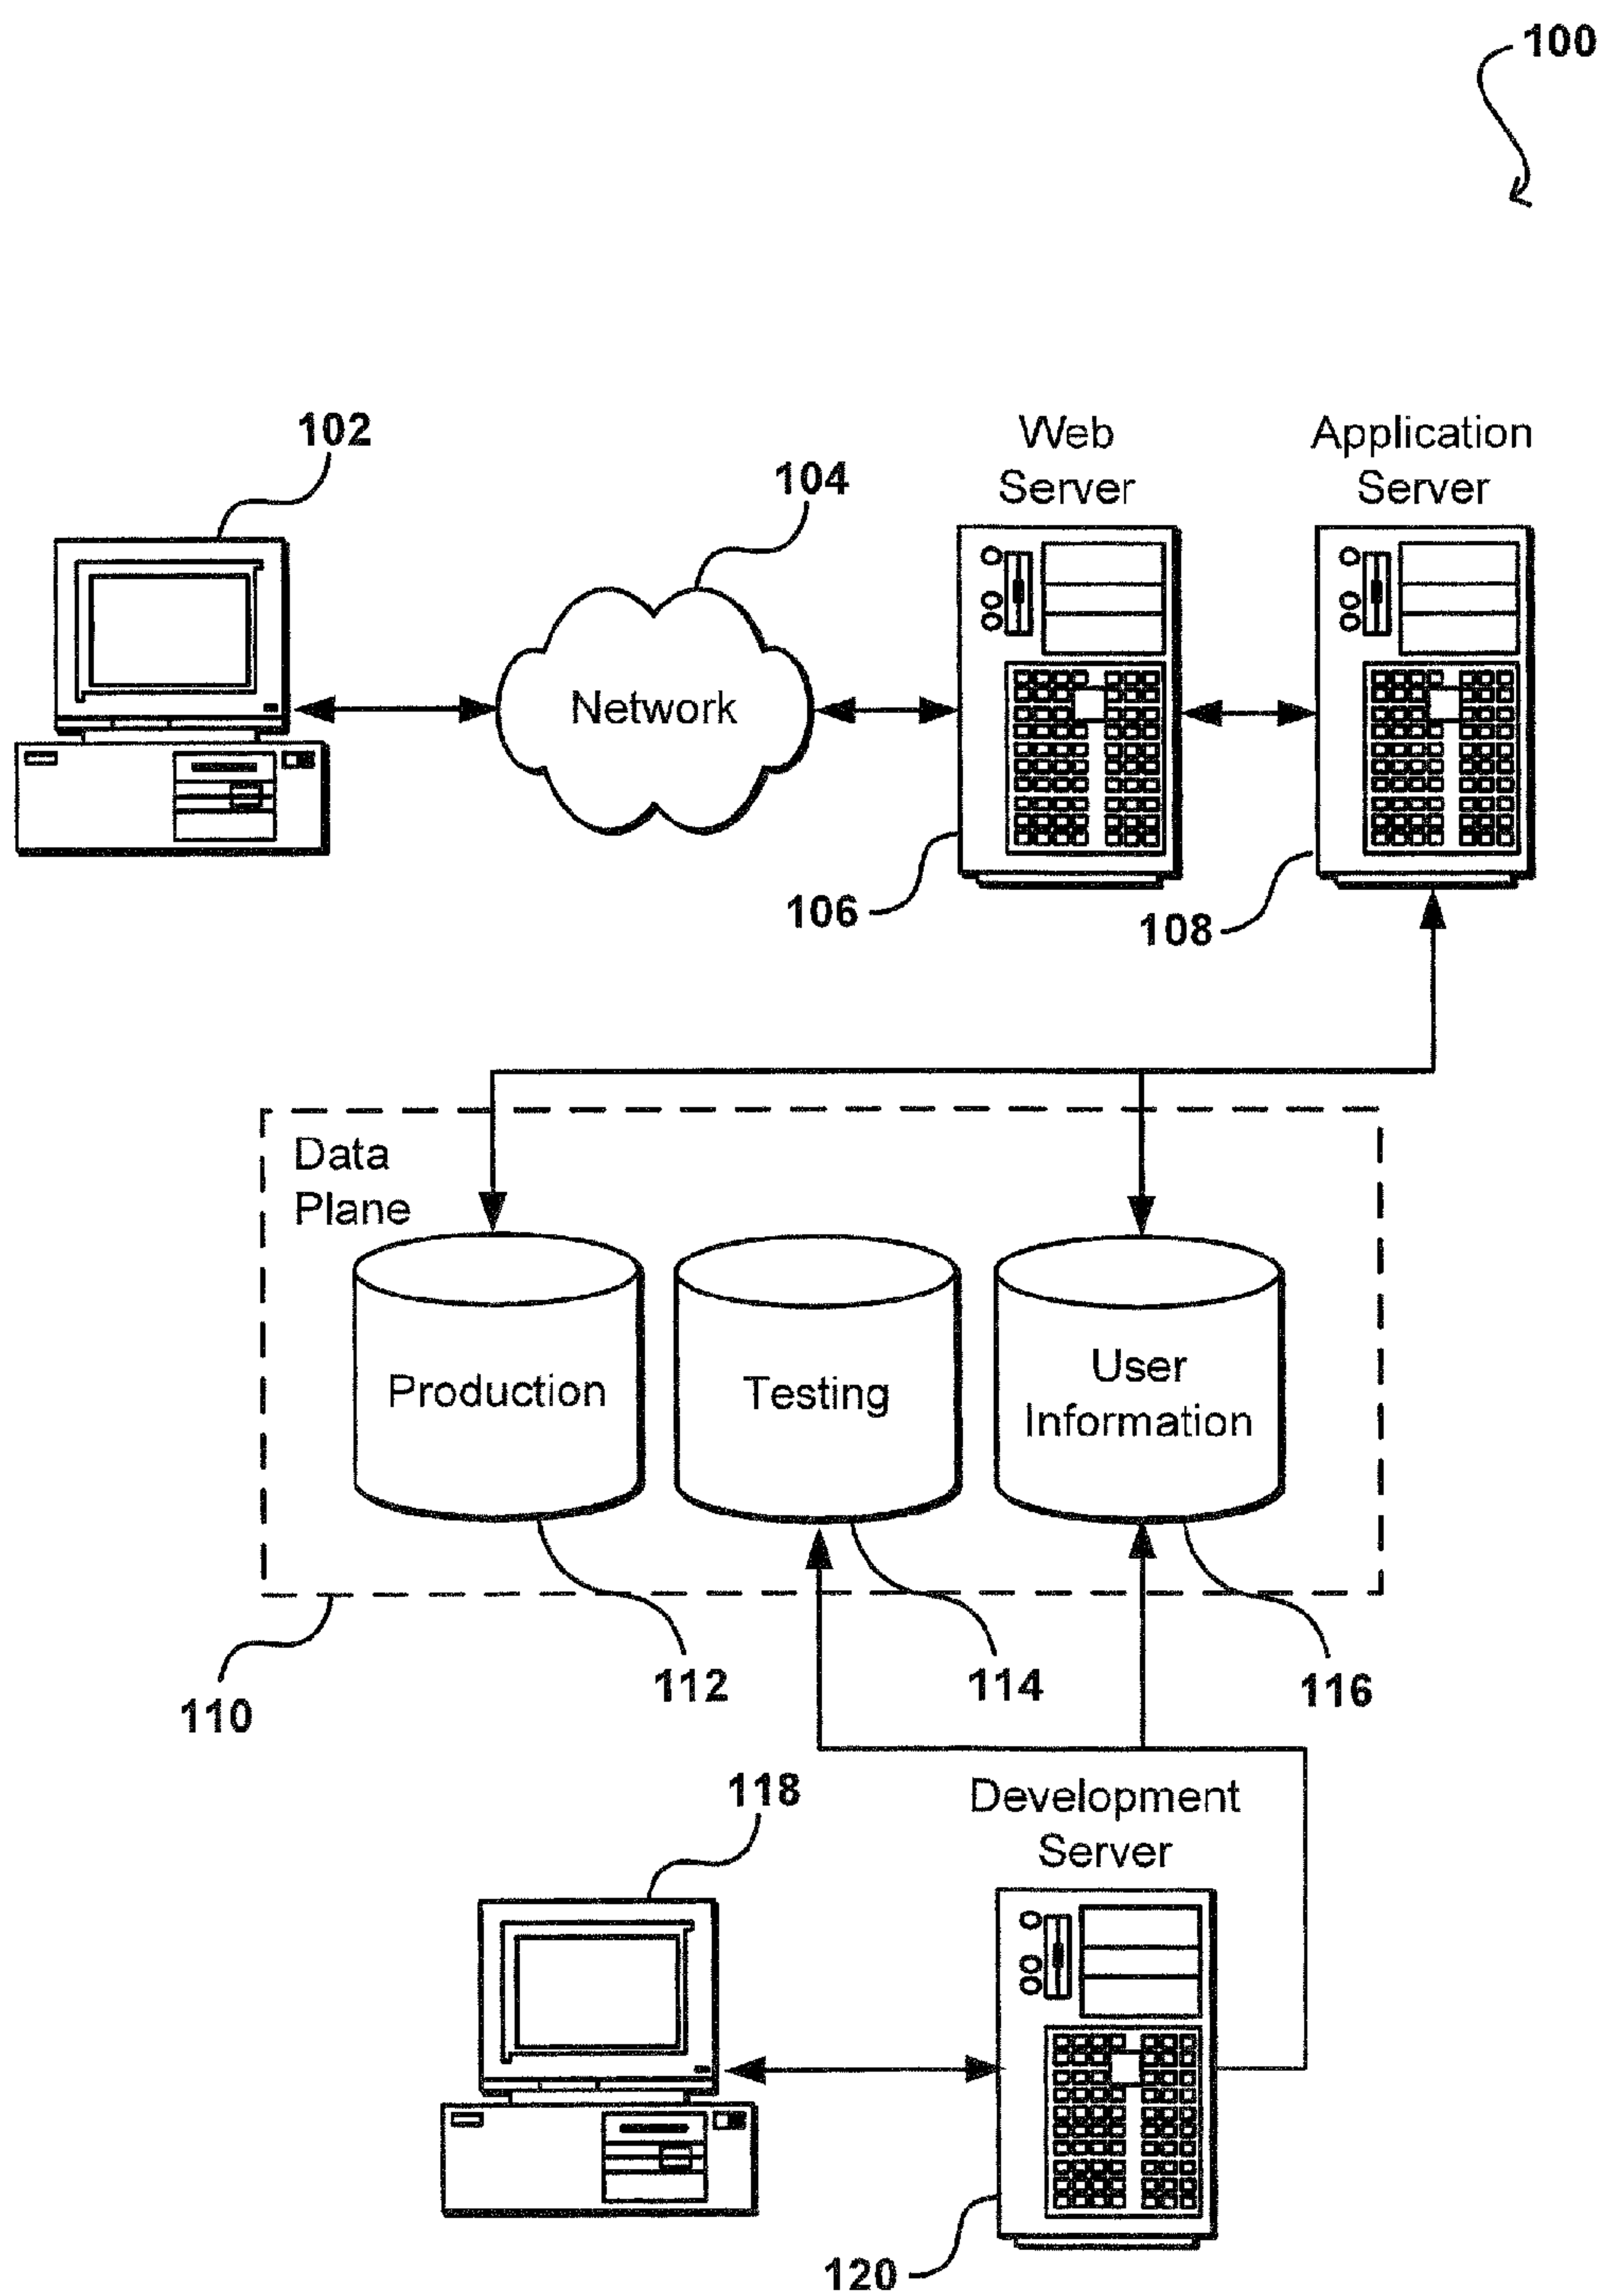 100
102
104
Web
Server
Application
Server
Network
106
108
Data
Plane
Production
Testing
User
Information
110
112
114
116
118
Development
Server
120